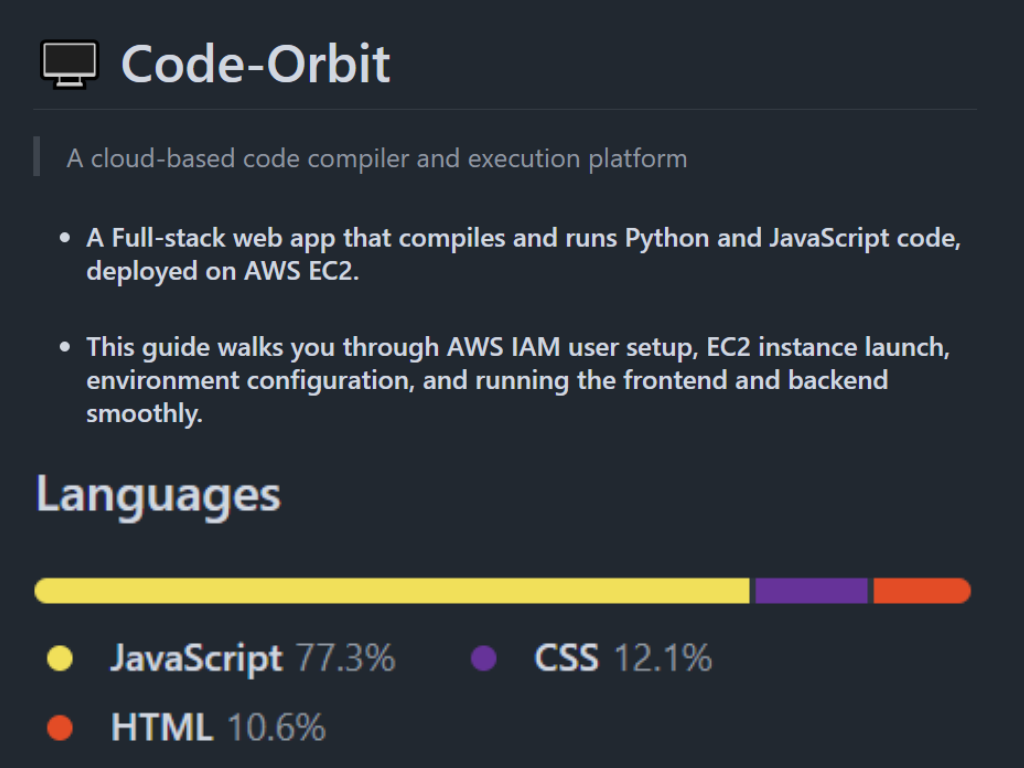 Code-Orbit
A cloud-based code compiler and execution platform
A Full-stack web app that compiles and runs Python and JavaScript code,
deployed on AWS EC2.
This guide walks you through AWS IAM user setup, EC2 instance launch,
environment configuration, and running the frontend and backend
smoothly.
Languages
JavaScript 77.3% CSS 12.1%
HTML 10.6%